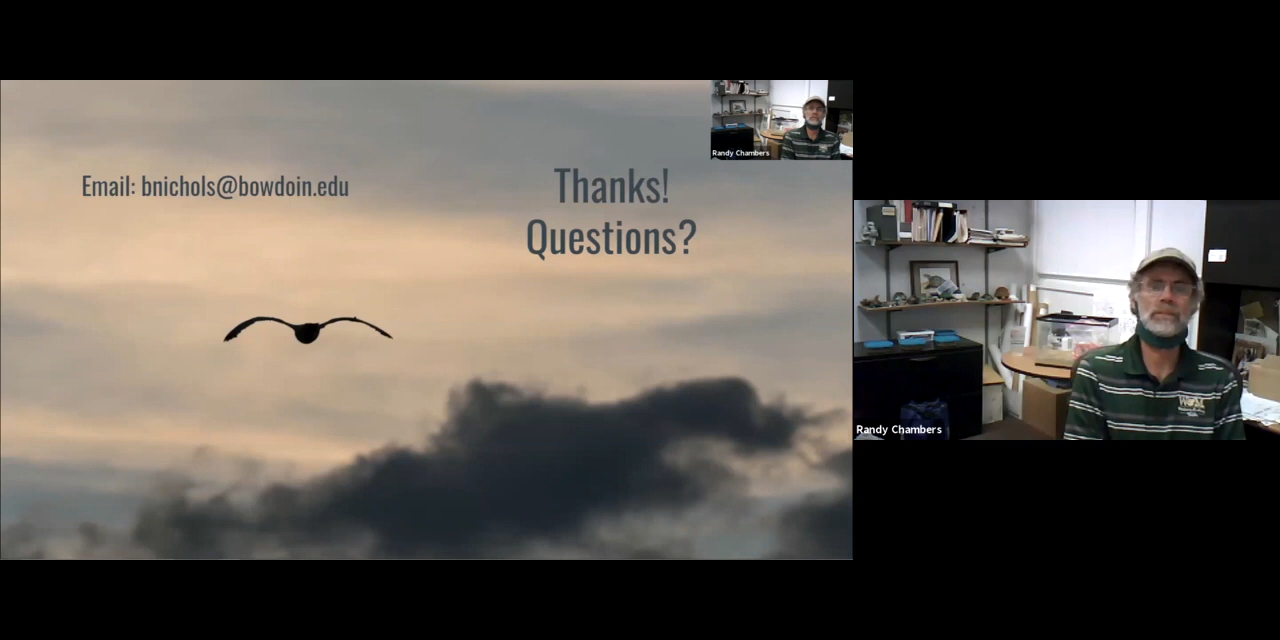 Email: bnichols@bowdoin.edu
Thanks!
Questions?
Randy Chambers
Randy Chambers
W&M